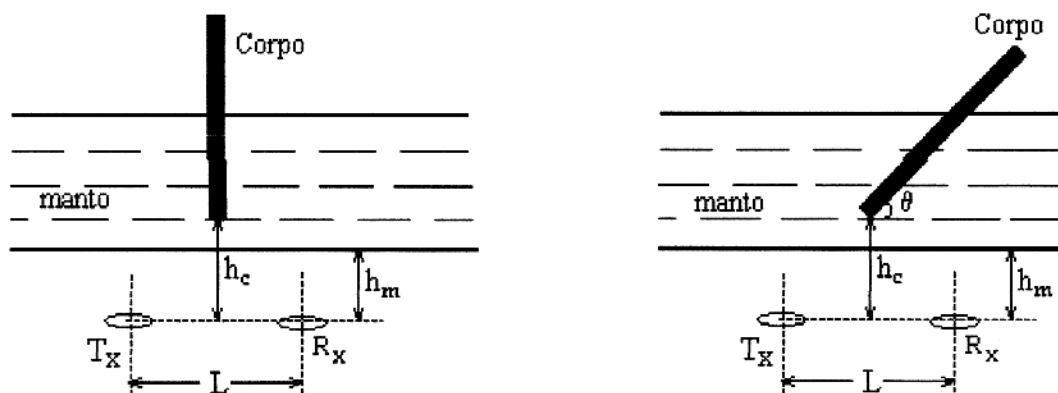 Corpo
manto
h_c
h_m
T_X
R_X
L
Corpo
manto
θ
h_c
h_m
T_X
R_X
L